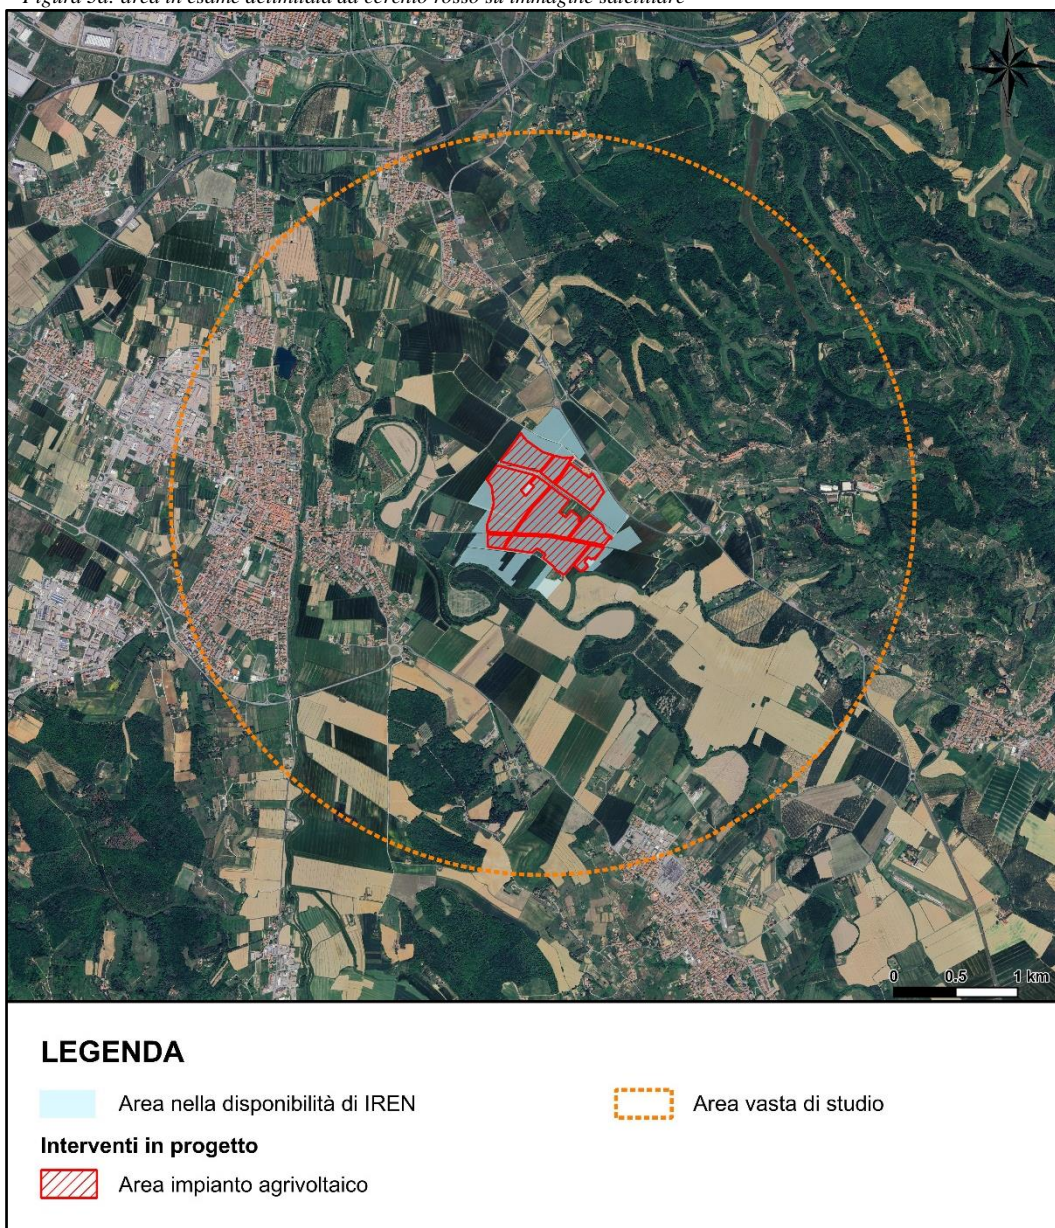 Figura 3a: area in esame delimitata da cerchio rosso su immagine satellitare
0 0.5 1 km
LEGENDA
Area nella disponibilità di IREN
Area vasta di studio
Interventi in progetto
Area impianto agrivoltaico